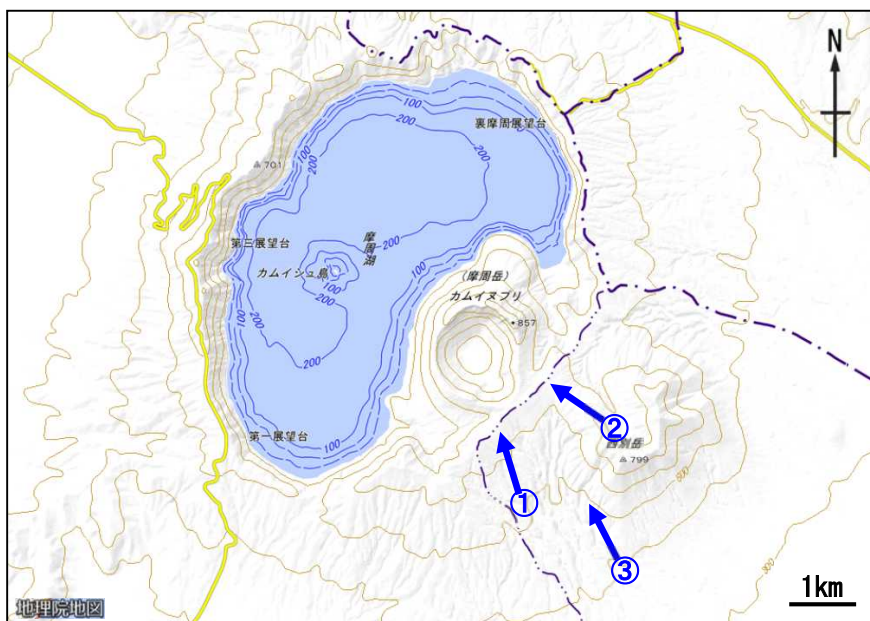 N
100
200
裏摩周展望台
200
701
摩周湖
第三展望台
200
100
カムイシュ島
100
(摩周岳)
カムイヌプリ
200
857
200
②
第一展望台
100
西別岳
799
①
③
300
1km
地理院地図